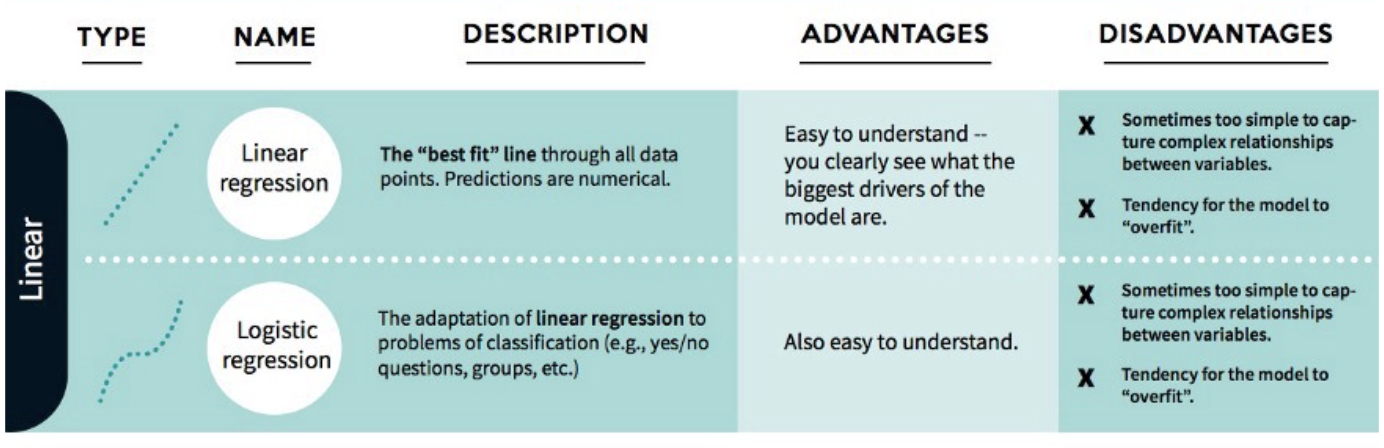 TYPE NAME DESCRIPTION ADVANTAGES DISADVANTAGES
Linear
Linear
regression
The “best fit” line through all data
points. Predictions are numerical.
Easy to understand --
you clearly see what the
biggest drivers of the
model are.
X Sometimes too simple to cap-
ture complex relationships
between variables.
X Tendency for the model to
“overfit”.
Logistic
regression
The adaptation of linear regression to
problems of classification (e.g., yes/no
questions, groups, etc.)
Also easy to understand.
X Sometimes too simple to cap-
ture complex relationships
between variables.
X Tendency for the model to
“overfit”.